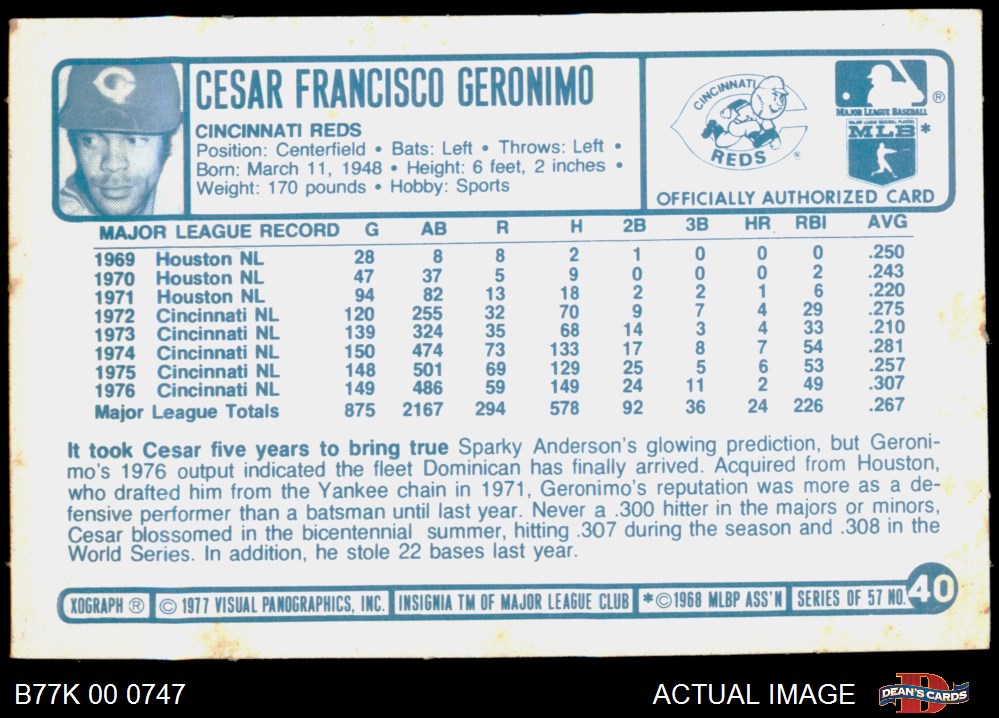 CESAR FRANCISCO GERONIMO
CINCINNATI REDS
Position: Centerfield • Bats: Left • Throws: Left •
Born: March 11, 1948 • Height: 6 feet, 2 inches •
Weight: 170 pounds • Hobby: Sports
CINCINNATI
REDS
®
MAJOR LEAGUE BASEBALL
MAJOR LEAGUE BASEBALL PLAYERS
MLB*
OFFICIALLY AUTHORIZED CARD
MAJOR LEAGUE RECORD G AB R H 2B 3B HR RBI AVG
1969 Houston NL 28 8 8 2 1 0 0 0 .250
1970 Houston NL 47 37 5 9 0 0 0 2 .243
1971 Houston NL 94 82 13 18 2 2 1 6 .220
1972 Cincinnati NL 120 255 32 70 9 7 4 29 .275
1973 Cincinnati NL 139 324 35 68 14 3 4 33 .210
1974 Cincinnati NL 150 474 73 133 17 8 7 54 .281
1975 Cincinnati NL 148 501 69 129 25 5 6 53 .257
1976 Cincinnati NL 149 486 59 149 24 11 2 49 .307
Major League Totals 875 2167 294 578 92 36 24 226 .267
It took Cesar five years to bring true Sparky Anderson's glowing prediction, but Geroni-
mo's 1976 output indicated the fleet Dominican has finally arrived. Acquired from Houston,
who drafted him from the Yankee chain in 1971, Geronimo's reputation was more as a de-
fensive performer than a batsman until last year. Never a .300 hitter in the majors or minors,
Cesar blossomed in the bicentennial summer, hitting .307 during the season and .308 in the
World Series. In addition, he stole 22 bases last year.
XOGRAPH ® © 1977 VISUAL PANOGRAPHICS, INC. INSIGNIA TM OF MAJOR LEAGUE CLUB *©1968 MLBP ASS'N SERIES OF 57 NO. 40
B77K 00 0747
ACTUAL IMAGE
DEAN'S CARDS